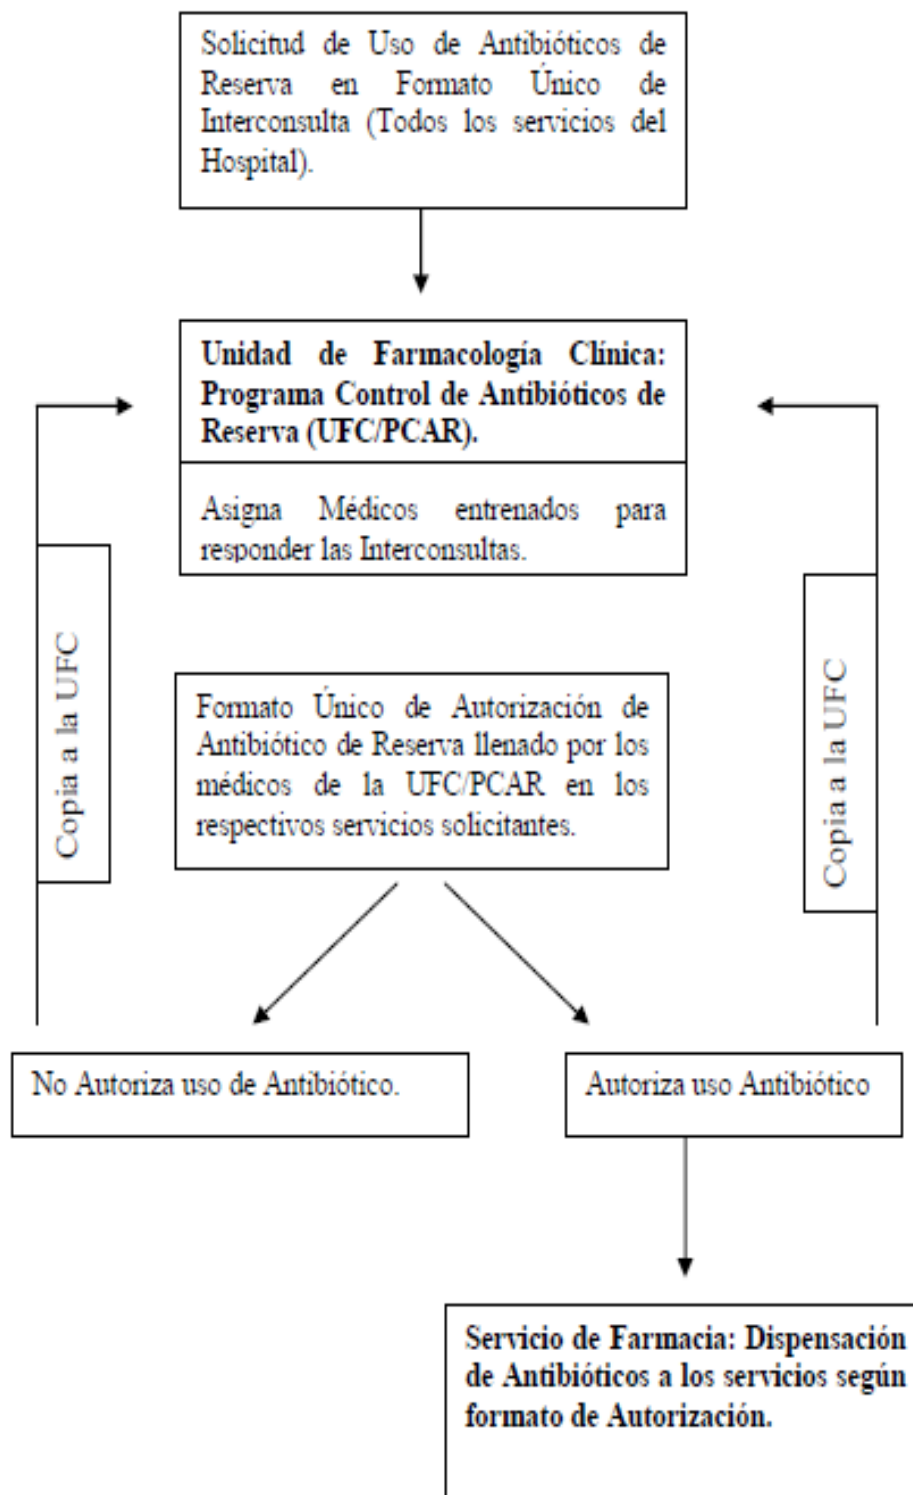 Solicitud de Uso de Antibióticos de
Reserva en Formato Único de
Interconsulta (Todos los servicios del
Hospital).
Unidad de Farmacología Clínica:
Programa Control de Antibióticos de
Reserva (UFC/PCAR).
Asigna Médicos entrenados para
responder las Interconsultas.
Copia a la UFC
Copia a la UFC
Formato Único de Autorización de
Antibiótico de Reserva llenado por los
médicos de la UFC/PCAR en los
respectivos servicios solicitantes.
No Autoriza uso de Antibiótico.
Autoriza uso Antibiótico
Servicio de Farmacia: Dispensación
de Antibióticos a los servicios según
formato de Autorización.